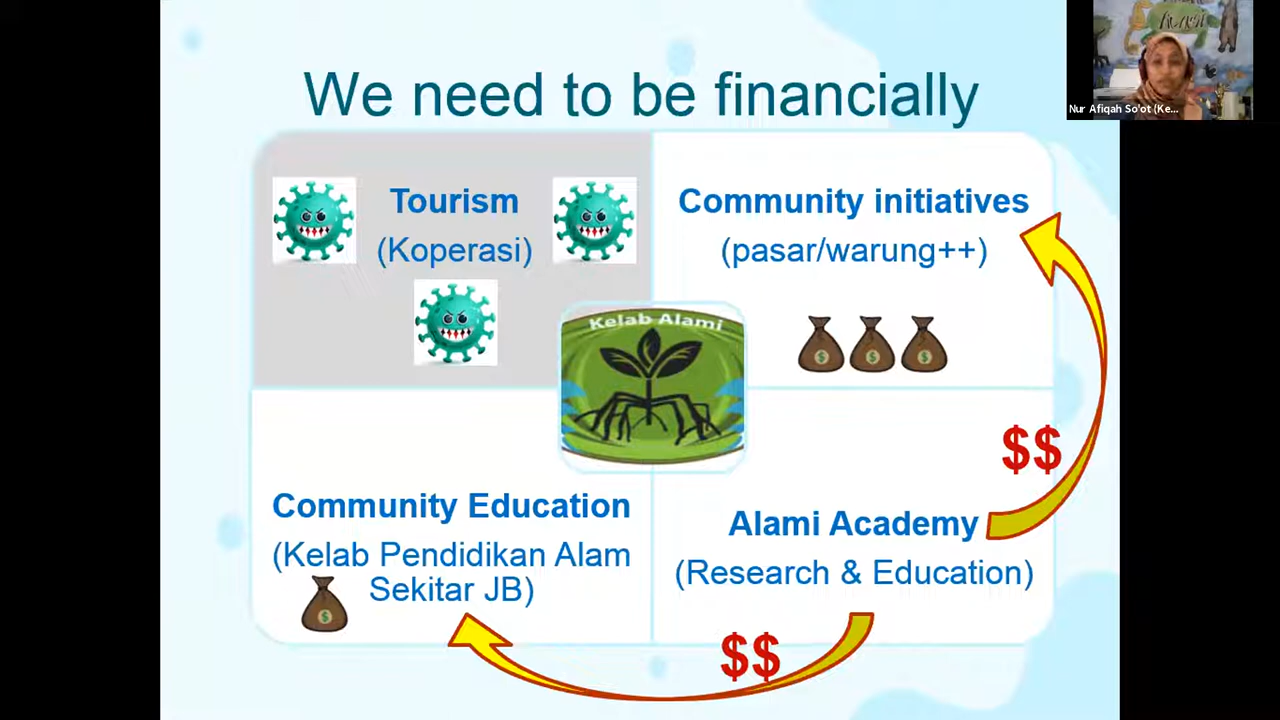 We need to be financially
Tourism
(Koperasi)
Community initiatives
(pasar/warung++)
Kelab Alami
$$
Community Education
(Kelab Pendidikan Alam
Sekitar JB)
Alami Academy
(Research & Education)
$$
Nur Afiqah So'ot (Ke...